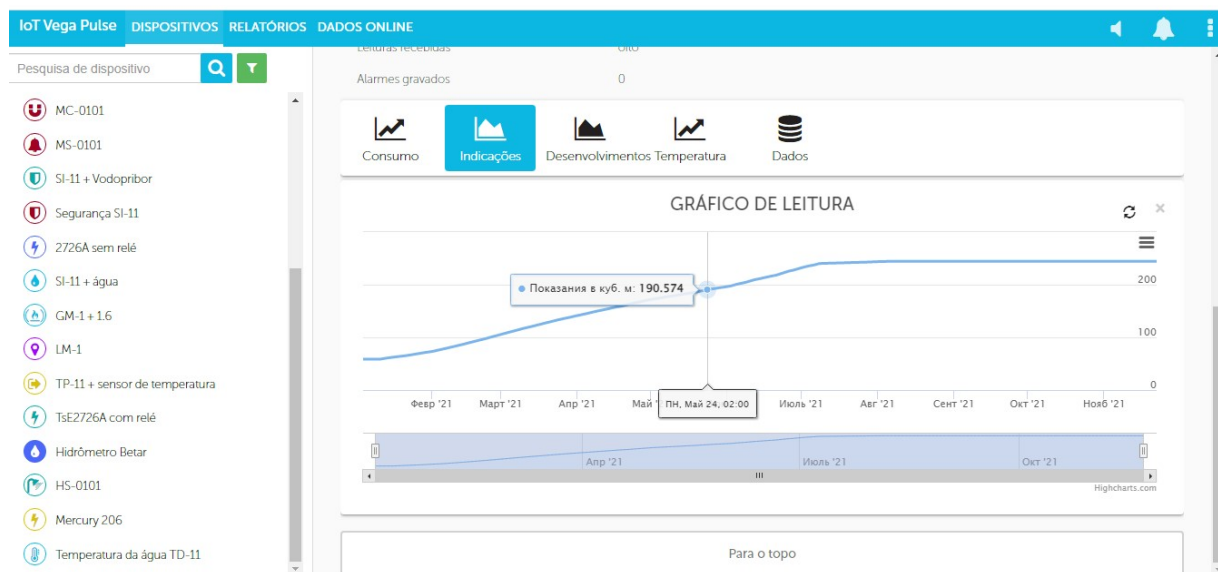 IoT Vega Pulse DISPOSITIVOS RELATÓRIOS DADOS ONLINE
Pesquisa de dispositivo
MC-0101
MS-0101
SI-11 + Vodopribor
Segurança SI-11
2726A sem relé
SI-11 + água
GM-1 + 1.6
LM-1
TP-11 + sensor de temperatura
TsE2726A com relé
Hidrômetro Betar
HS-0101
Mercury 206
Temperatura da água TD-11
Leituras recebidas Oito
Alarmes gravados 0
Consumo Indicações Desenvolvimentos Temperatura Dados
GRÁFICO DE LEITURA
200
Показания в куб. м: 190.574
100
0
Февр '21 Март '21 Апр '21 Май ' ПН, Май 24, 02:00 Июль '21 Авг '21 Сент '21 Окт '21 Нояб '21
Апр '21 Июль '21 Окт '21
Highcharts.com
Para o topo